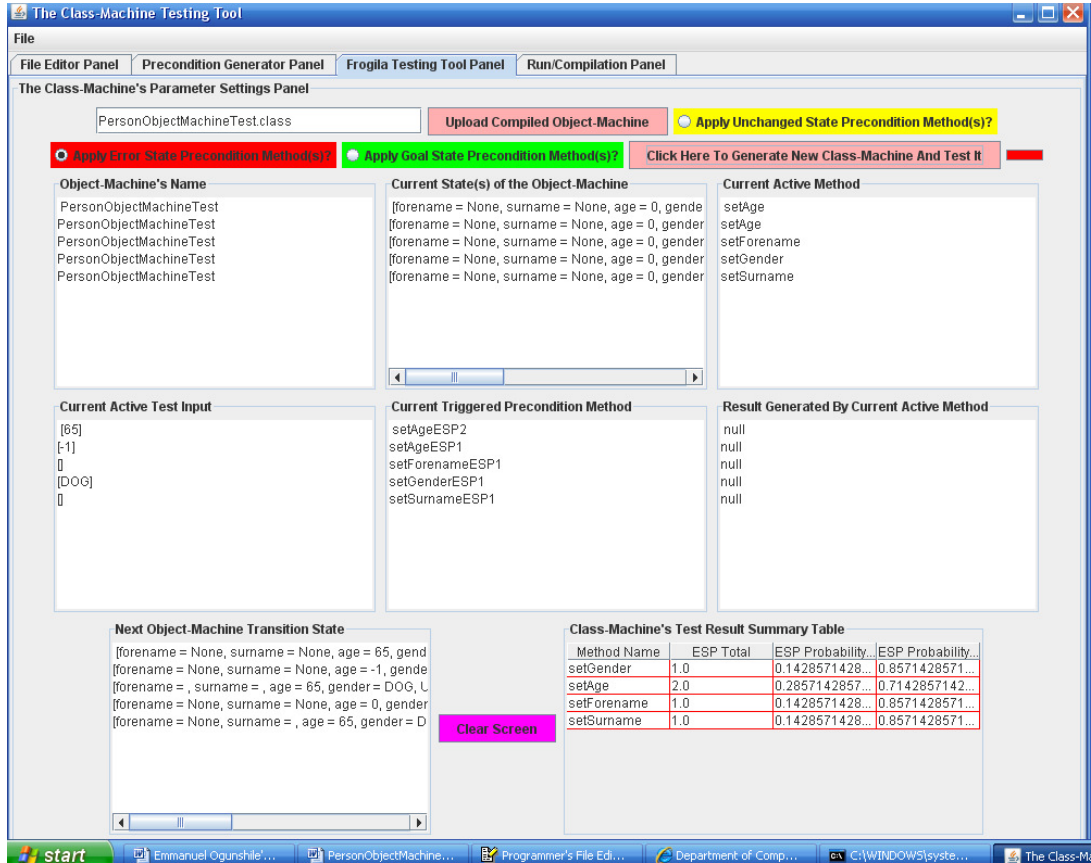 The Class-Machine Testing Tool
File
File Editor Panel Precondition Generator Panel Frogila Testing Tool Panel Run/Compilation Panel
The Class-Machine's Parameter Settings Panel
PersonObjectMachineTest.class Upload Compiled Object-Machine Apply Unchanged State Precondition Method(s)?
Apply Error State Precondition Method(s)? Apply Goal State Precondition Method(s)? Click Here To Generate New Class-Machine And Test It
Object-Machine's Name
PersonObjectMachineTest
PersonObjectMachineTest
PersonObjectMachineTest
PersonObjectMachineTest
PersonObjectMachineTest
Current State(s) of the Object-Machine
[forename = None, surname = None, age = 0, gende
[forename = None, surname = None, age = 0, gender
[forename = None, surname = None, age = 0, gender
[forename = None, surname = None, age = 0, gender
[forename = None, surname = None, age = 0, gender
Current Active Method
setAge
setAge
setForename
setGender
setSurname
Current Active Test Input
[65]
[-1]
[]
[DOG]
[]
Current Triggered Precondition Method
setAgeESP2
setAgeESP1
setForenameESP1
setGenderESP1
setSurnameESP1
Result Generated By Current Active Method
null
null
null
null
null
Next Object-Machine Transition State
[forename = None, surname = None, age = 65, gend
[forename = None, surname = None, age = -1, gende
[forename = , surname = , age = 65, gender = DOG, U
[forename = None, surname = None, age = 0, gender
[forename = None, surname = , age = 65, gender = D
Clear Screen
Class-Machine's Test Result Summary Table
Method Name ESP Total ESP Probability... ESP Probability...
setGender 1.0 0.1428571428... 0.8571428571...
setAge 2.0 0.2857142857... 0.7142857142...
setForename 1.0 0.1428571428... 0.8571428571...
setSurname 1.0 0.1428571428... 0.8571428571...
start Emmanuel Ogunshile'... PersonObjectMachine... Programmer's File Edi... Department of Comp... C:\WINDOWS\syste... The Class-M